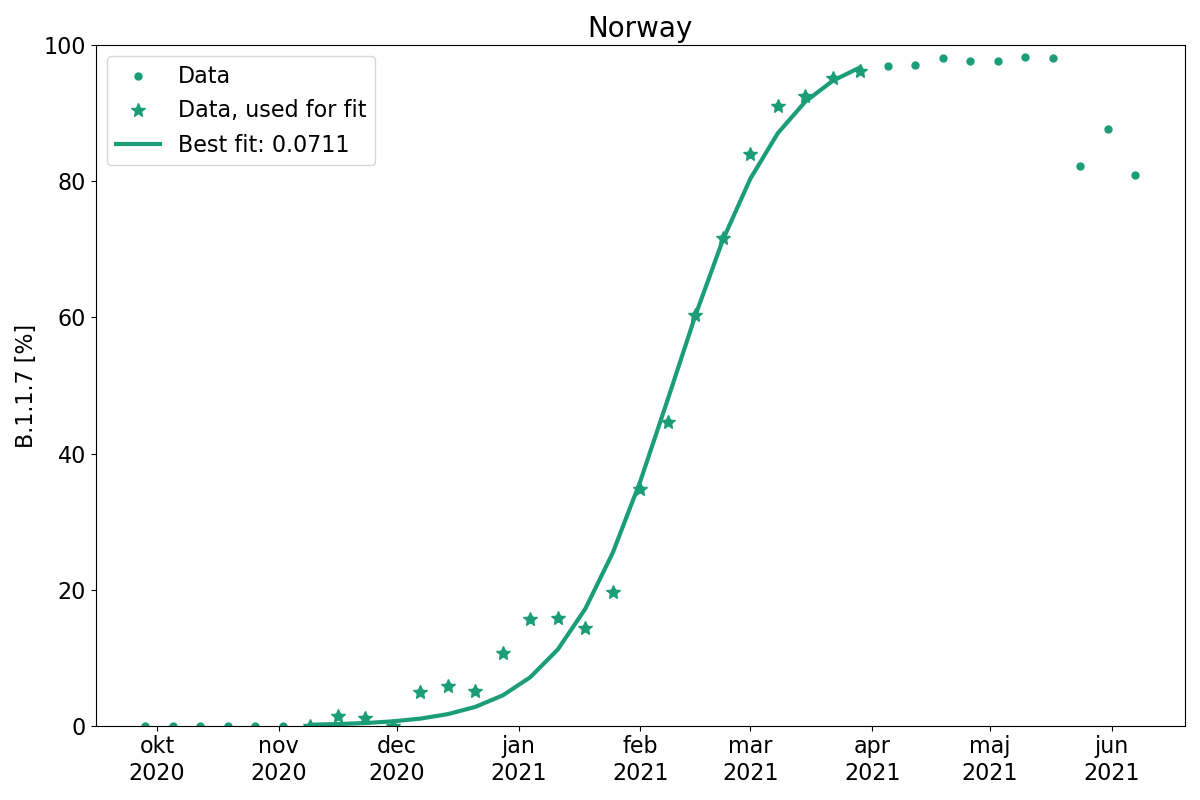 Norway
Data
Data, used for fit
Best fit: 0.0711
B.1.1.7 [%]
100
80
60
40
20
0
okt nov dec jan feb mar apr maj jun
2020 2020 2020 2021 2021 2021 2021 2021 2021